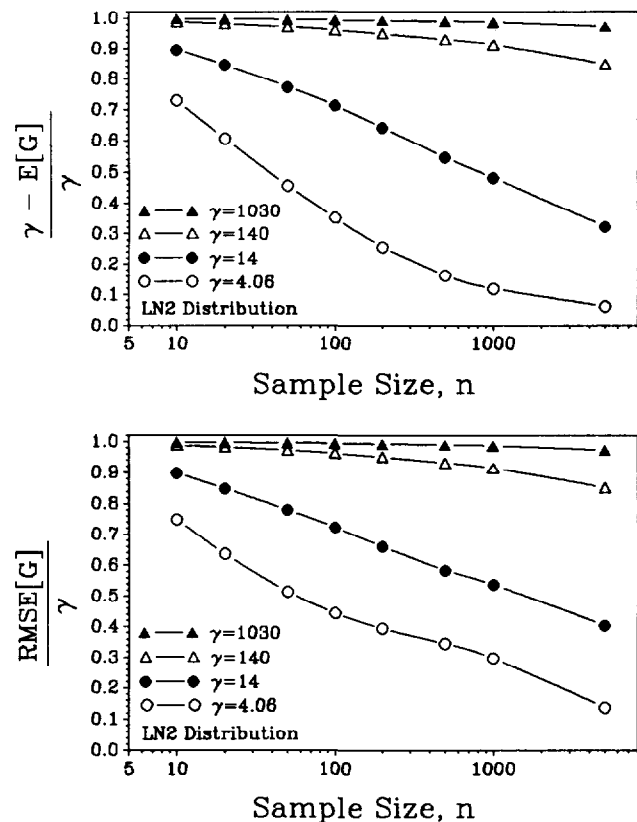 γ − E[G]
γ
1.0
0.9
0.8
0.7
0.6
0.5
0.4
0.3
0.2
0.1
0.0
γ=1030
γ=140
γ=14
γ=4.06
LN2 Distribution
5 10 100 1000
Sample Size, n
RMSE[G]
γ
1.0
0.9
0.8
0.7
0.6
0.5
0.4
0.3
0.2
0.1
0.0
γ=1030
γ=140
γ=14
γ=4.06
LN2 Distribution
5 10 100 1000
Sample Size, n